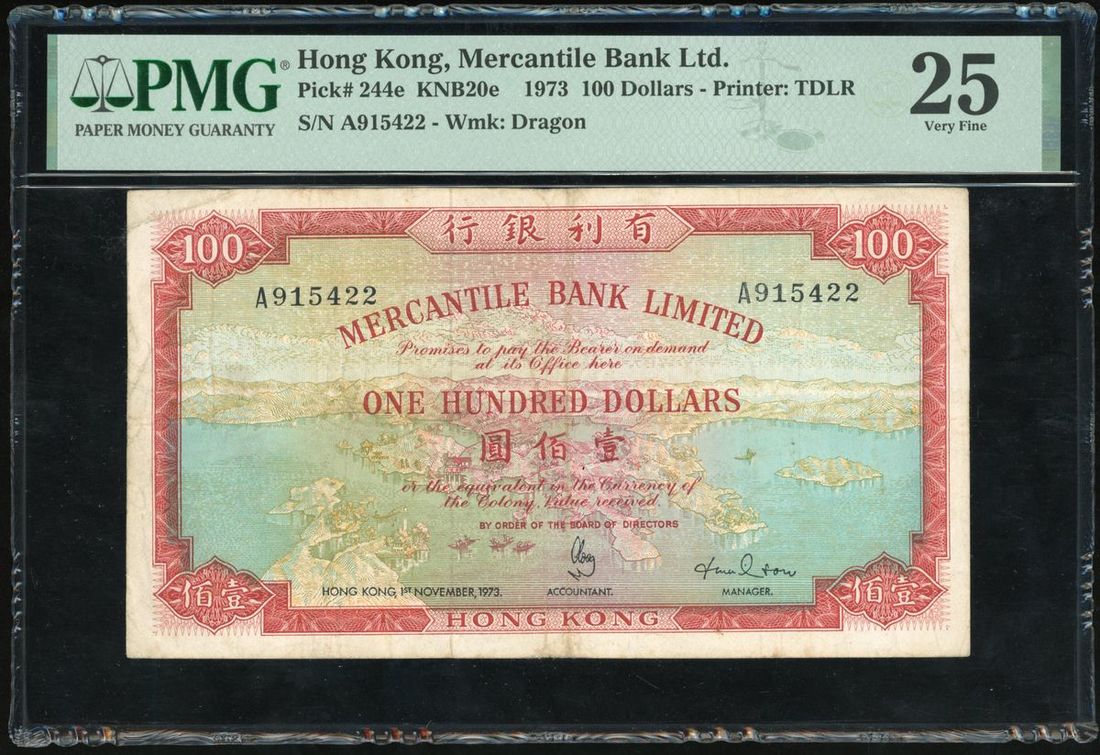 PMG®
PAPER MONEY GUARANTY
Hong Kong, Mercantile Bank Ltd.
Pick# 244e KNB20e 1973 100 Dollars - Printer: TDLR
S/N A915422 - Wmk: Dragon
25
Very Fine
行銀利有
100
100
A915422
A915422
MERCANTILE BANK LIMITED
Promises to pay the Bearer on demand
at its Office here
ONE HUNDRED DOLLARS
圓佰壹
or the equivalent in the Currency of
the Colony, Value received.
BY ORDER OF THE BOARD OF DIRECTORS
HONG KONG, 1ST NOVEMBER, 1973.
ACCOUNTANT.
MANAGER.
佰壹
佰壹
HONG KONG